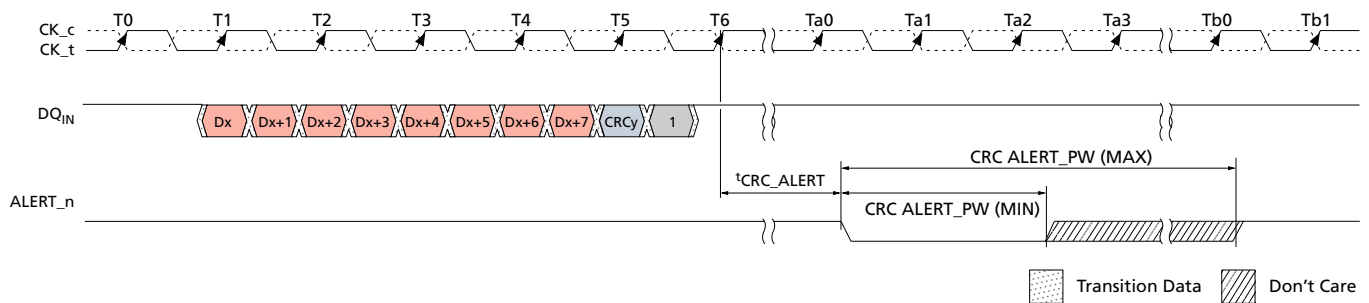 T0 T1 T2 T3 T4 T5 T6 Ta0 Ta1 Ta2 Ta3 Tb0 Tb1
CK_c
CK_t
DQIN
Dx Dx+1 Dx+2 Dx+3 Dx+4 Dx+5 Dx+6 Dx+7 CRCy 1
CRC ALERT_PW (MAX)
tCRC_ALERT
CRC ALERT_PW (MIN)
ALERT_n
Transition Data Don't Care